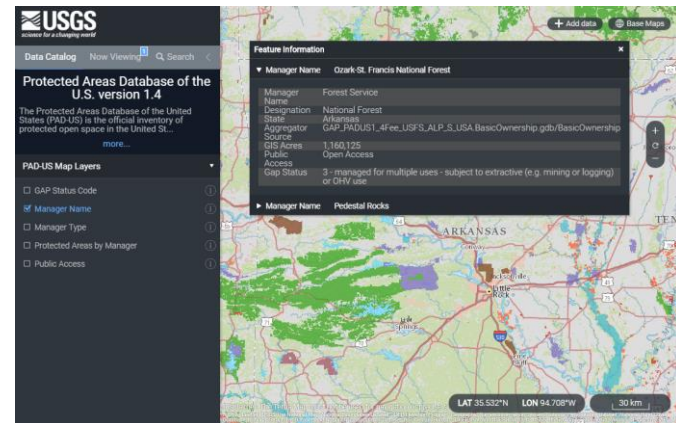 USGS
science for a changing world
Data Catalog Now Viewing 1 Search
Protected Areas Database of the
U.S. version 1.4
The Protected Areas Database of the United
States (PAD-US) is the official inventory of
protected open space in the United St...
more...
PAD-US Map Layers
GAP Status Code
Manager Name
Manager Type
Protected Areas by Manager
Public Access
+ Add data
Base Maps
Feature Information ×
Manager Name Ozark-St. Francis National Forest
Manager Name Forest Service
Designation National Forest
State Arkansas
Aggregator Source GAP_PADUS1_4Fee_USFS_ALP_S_USA.BasicOwnership.gdb/BasicOwnership
GIS Acres 1,160,125
Public Access Open Access
Gap Status 3 - managed for multiple uses - subject to extractive (e.g. mining or logging)
or OHV use
Manager Name Pedestal Rocks
ARKANSAS
Conway
Little
Rock
Hot
Springs
530
LAT 35.532°N LON 94.708°W
30 km